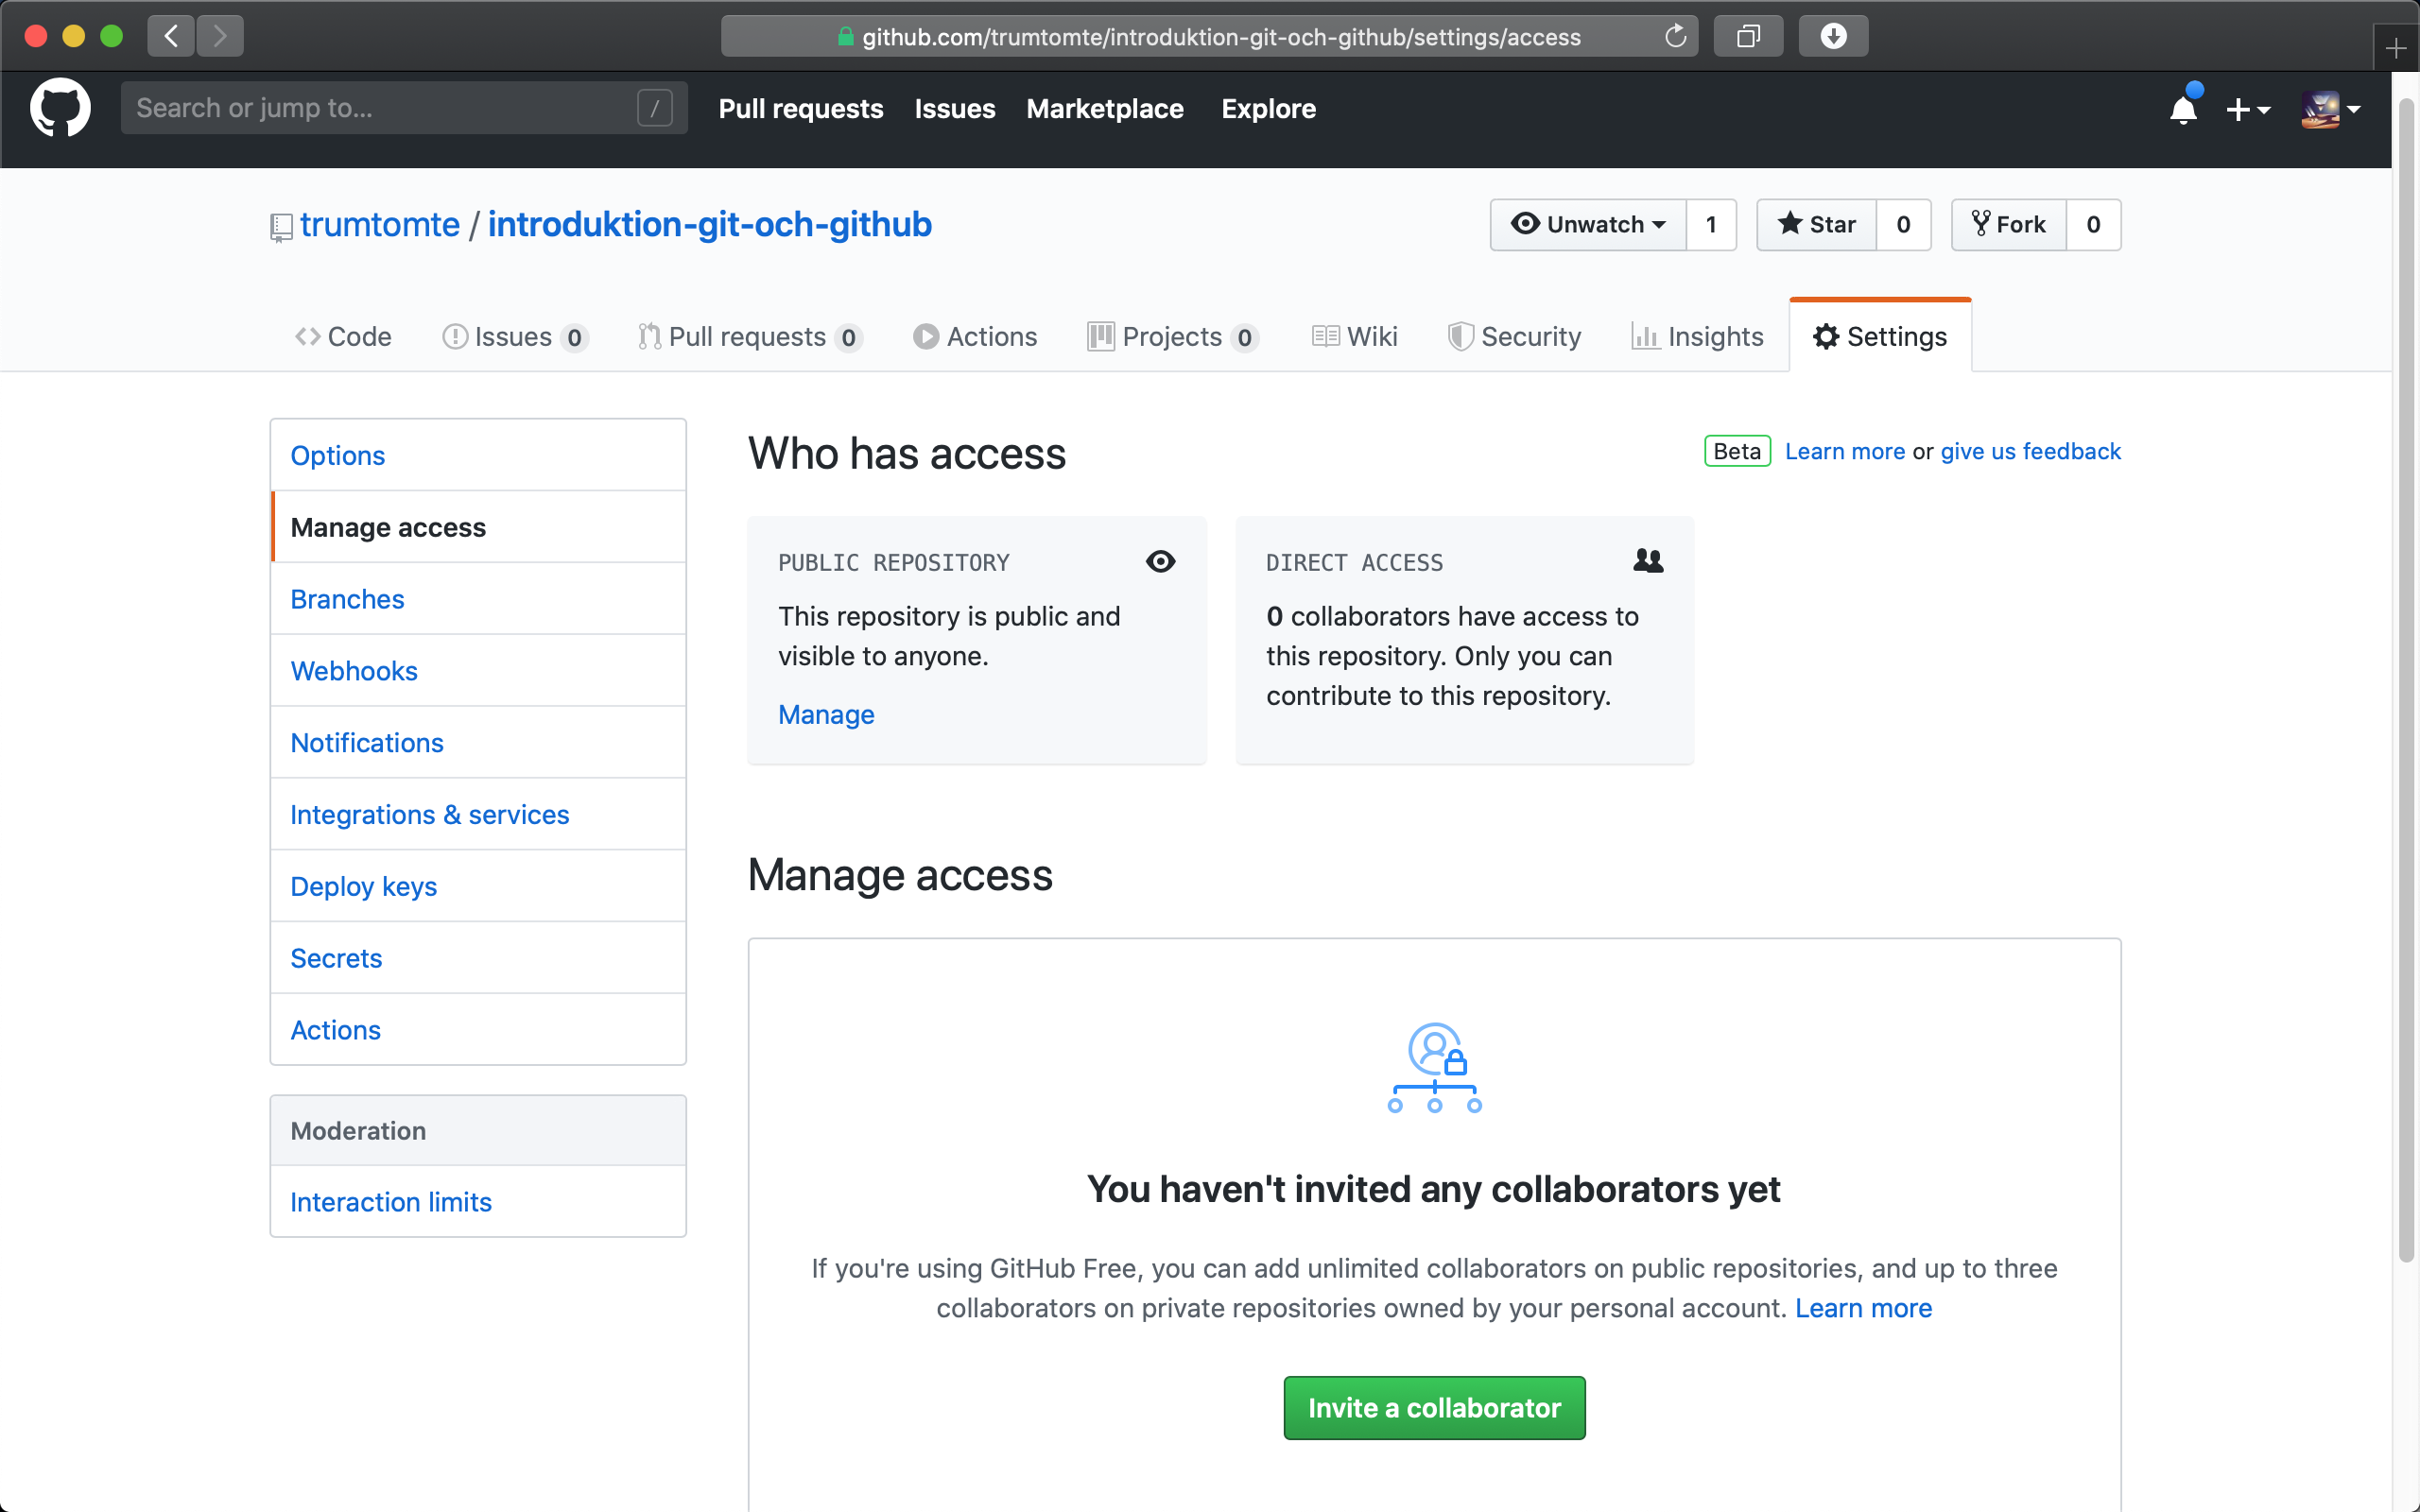 github.com/trumtomte/introduktion-git-och-github/settings/access
Search or jump to... /
Pull requests Issues Marketplace Explore
trumtomte / introduktion-git-och-github
Unwatch 1 Star 0 Fork 0
Code Issues 0 Pull requests 0 Actions Projects 0 Wiki Security Insights Settings
Options
Manage access
Branches
Webhooks
Notifications
Integrations & services
Deploy keys
Secrets
Actions
Moderation
Interaction limits
Who has access
Beta Learn more or give us feedback
PUBLIC REPOSITORY
This repository is public and
visible to anyone.
Manage
DIRECT ACCESS
0 collaborators have access to
this repository. Only you can
contribute to this repository.
Manage access
You haven't invited any collaborators yet
If you're using GitHub Free, you can add unlimited collaborators on public repositories, and up to three
collaborators on private repositories owned by your personal account. Learn more
Invite a collaborator